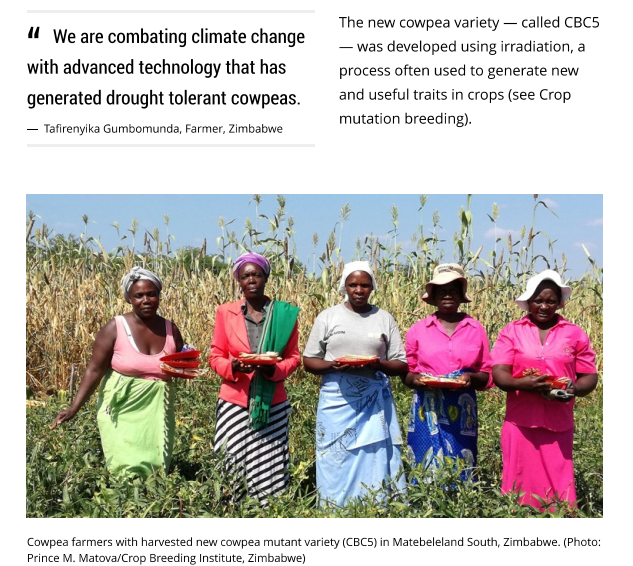 “ We are combating climate change
with advanced technology that has
generated drought tolerant cowpeas.
— Tafirenyika Gumbomunda, Farmer, Zimbabwe
The new cowpea variety — called CBC5
— was developed using irradiation, a
process often used to generate new
and useful traits in crops (see Crop
mutation breeding).
Cowpea farmers with harvested new cowpea mutant variety (CBC5) in Matebeleland South, Zimbabwe. (Photo:
Prince M. Matova/Crop Breeding Institute, Zimbabwe)